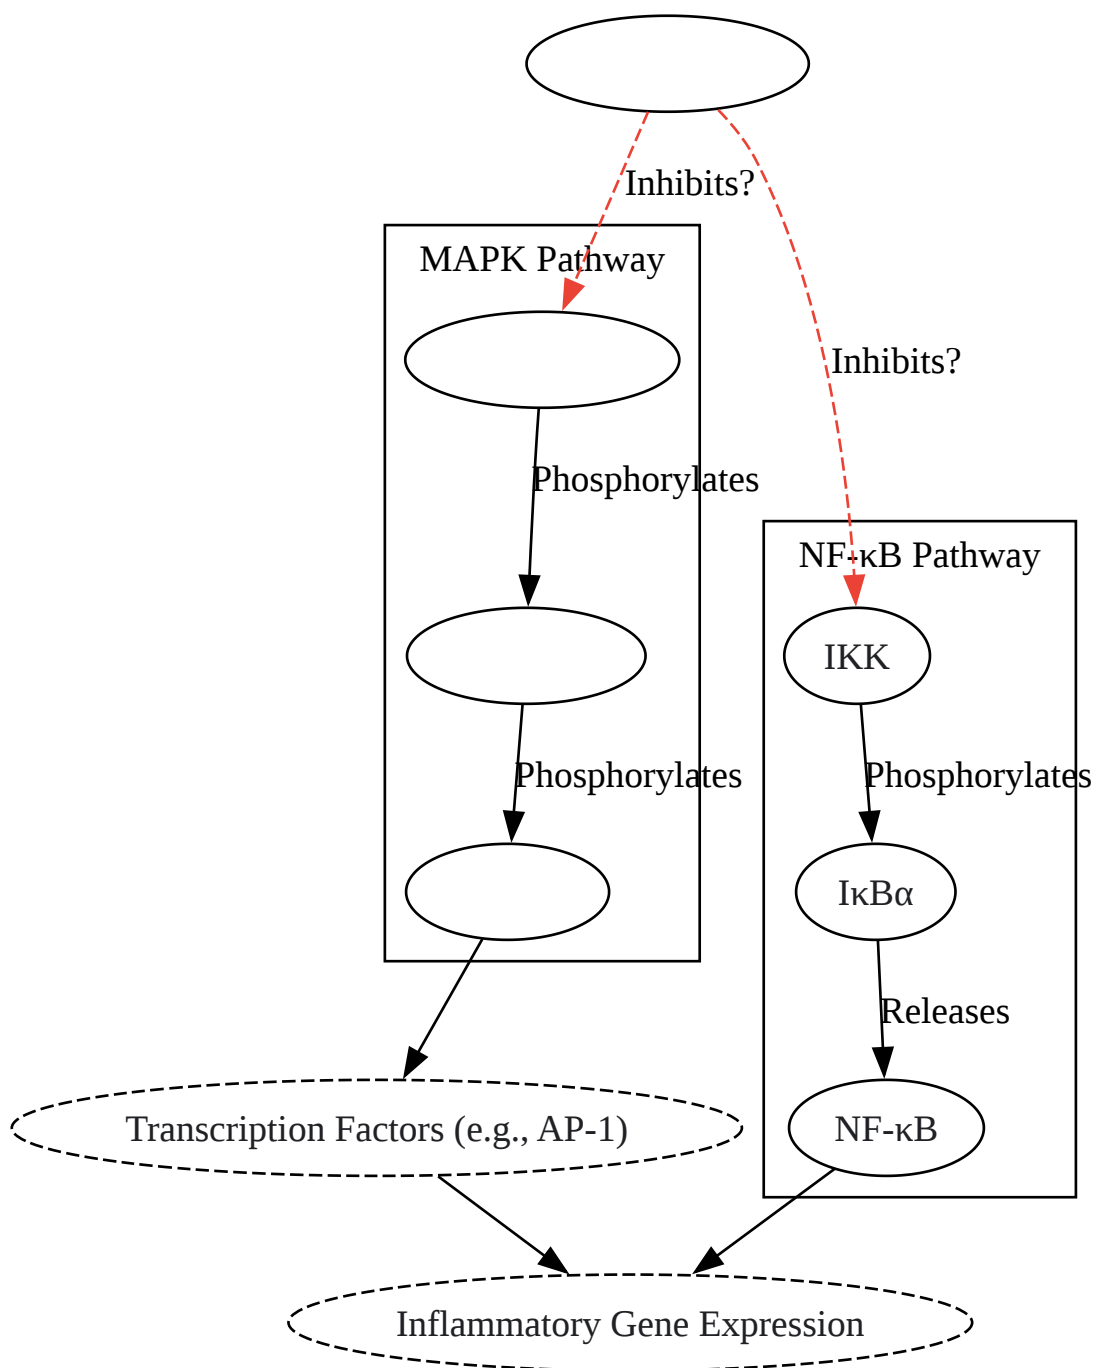 Inhibits?
MAPK Pathway
Inhibits?
Phosphorylates
NF-κB Pathway
IKK
Phosphorylates
Phosphorylates
IκBα
Releases
Transcription Factors (e.g., AP-1)
NF-κB
Inflammatory Gene Expression